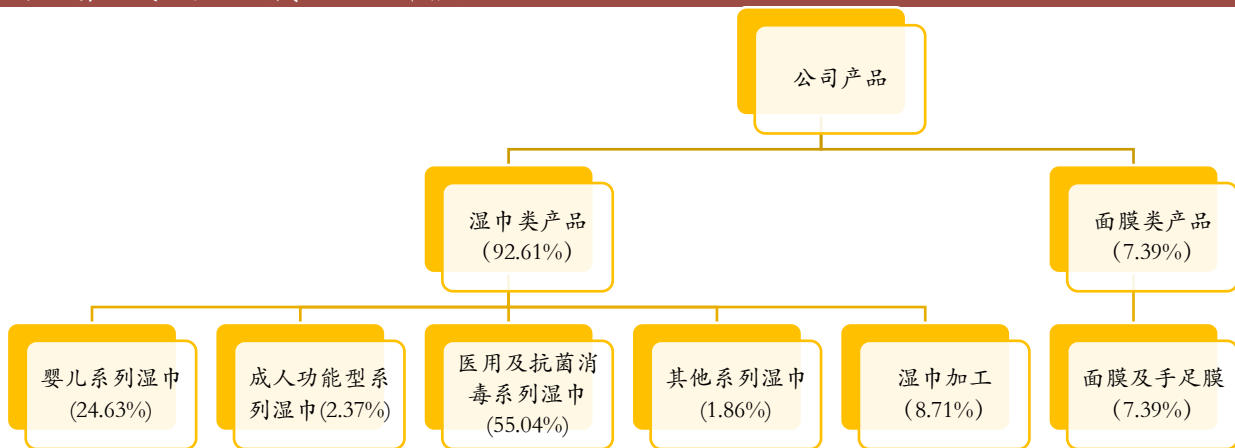 公司产品
湿巾类产品
（92.61%）
面膜类产品
（7.39%）
婴儿系列湿巾
(24.63%)
成人功能型系
列湿巾(2.37%)
医用及抗菌消
毒系列湿巾
(55.04%)
其他系列湿巾
(1.86%)
湿巾加工
（8.71%）
面膜及手足膜
（7.39%）